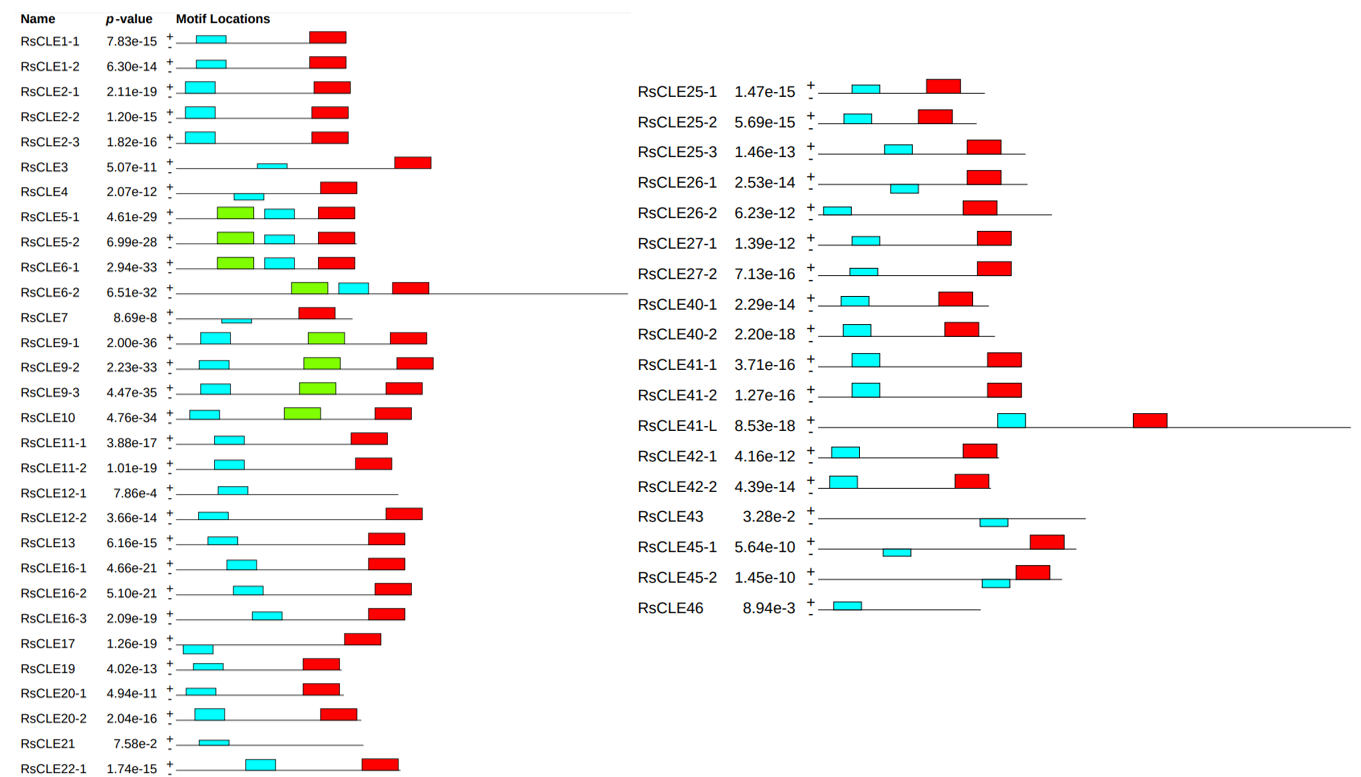 Name p-value Motif Locations
RsCLE1-1 7.83e-15 + -
RsCLE1-2 6.30e-14 + -
RsCLE2-1 2.11e-19 + -
RsCLE2-2 1.20e-15 + -
RsCLE2-3 1.82e-16 + -
RsCLE3 5.07e-11 + -
RsCLE4 2.07e-12 + -
RsCLE5-1 4.61e-29 + -
RsCLE5-2 6.99e-28 + -
RsCLE6-1 2.94e-33 + -
RsCLE6-2 6.51e-32 + -
RsCLE7 8.69e-8 + -
RsCLE9-1 2.00e-36 + -
RsCLE9-2 2.23e-33 + -
RsCLE9-3 4.47e-35 + -
RsCLE10 4.76e-34 + -
RsCLE11-1 3.88e-17 + -
RsCLE11-2 1.01e-19 + -
RsCLE12-1 7.86e-4 + -
RsCLE12-2 3.66e-14 + -
RsCLE13 6.16e-15 + -
RsCLE16-1 4.66e-21 + -
RsCLE16-2 5.10e-21 + -
RsCLE16-3 2.09e-19 + -
RsCLE17 1.26e-19 + -
RsCLE19 4.02e-13 + -
RsCLE20-1 4.94e-11 + -
RsCLE20-2 2.04e-16 + -
RsCLE21 7.58e-2 + -
RsCLE22-1 1.74e-15 + -
RsCLE25-1 1.47e-15 + -
RsCLE25-2 5.69e-15 + -
RsCLE25-3 1.46e-13 + -
RsCLE26-1 2.53e-14 + -
RsCLE26-2 6.23e-12 + -
RsCLE27-1 1.39e-12 + -
RsCLE27-2 7.13e-16 + -
RsCLE40-1 2.29e-14 + -
RsCLE40-2 2.20e-18 + -
RsCLE41-1 3.71e-16 + -
RsCLE41-2 1.27e-16 + -
RsCLE41-L 8.53e-18 + -
RsCLE42-1 4.16e-12 + -
RsCLE42-2 4.39e-14 + -
RsCLE43 3.28e-2 + -
RsCLE45-1 5.64e-10 + -
RsCLE45-2 1.45e-10 + -
RsCLE46 8.94e-3 + -